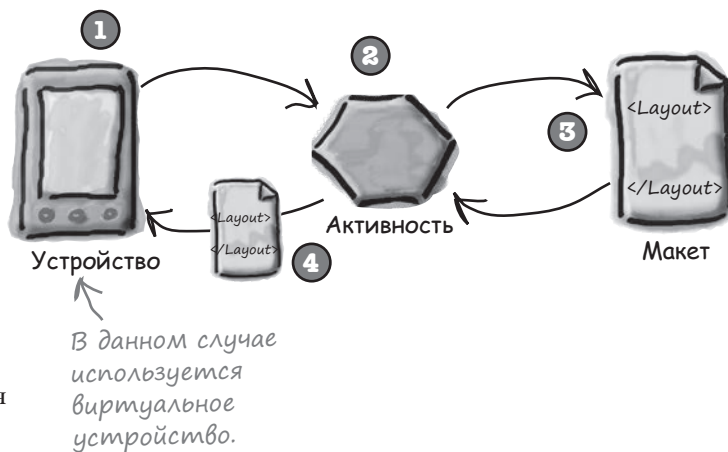 1
2
<Layout>
3
</Layout>
Макет
Активность
<Layout>
</Layout>
4
Устройство
В данном случае
используется
виртуальное
устройство.
я